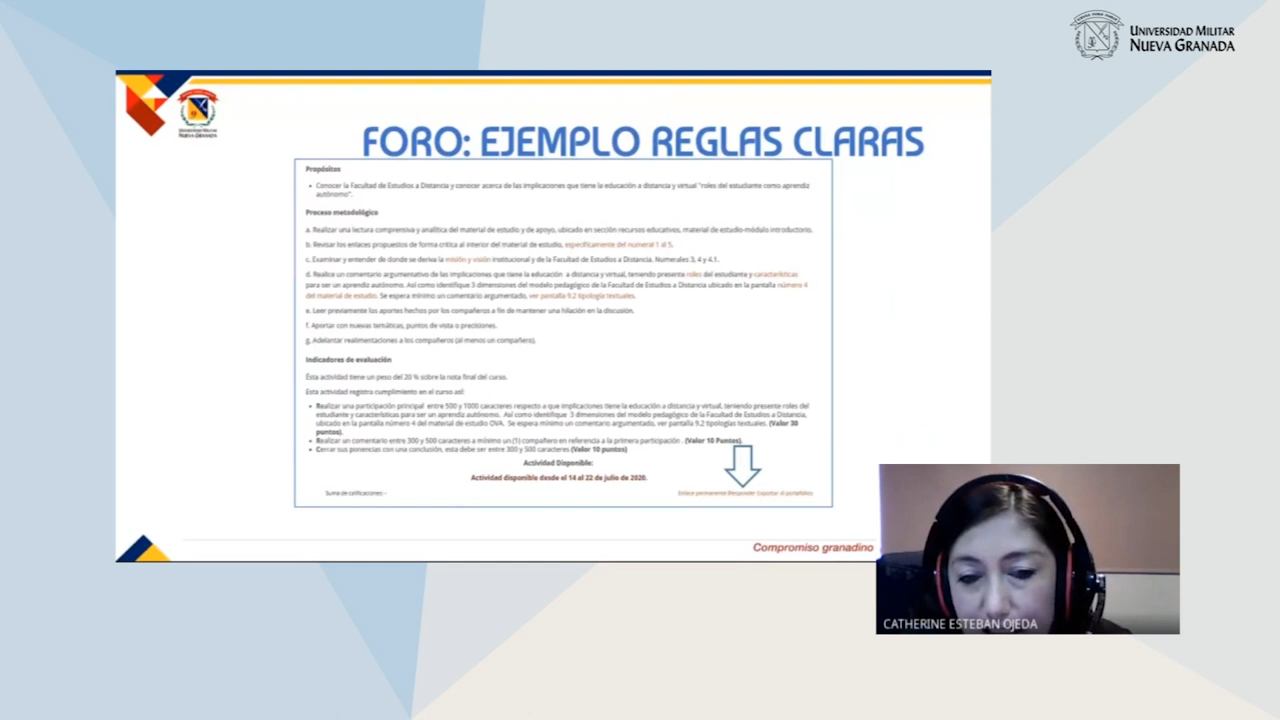 UNIVERSIDAD MILITAR
NUEVA GRANADA
UNIVERSIDAD MILITAR
NUEVA GRANADA
FORO: EJEMPLO REGLAS CLARAS
Propósitos
• Conocer la Facultad de Estudios a Distancia y conocer acerca de las implicaciones que tiene la educación a distancia y virtual "roles del estudiante como aprendiz
autónomo".
Proceso metodológico
a. Realizar una lectura comprensiva y analítica del material de estudio y de apoyo, ubicado en sección recursos educativos, material de estudio-módulo introductorio.
b. Revisar los enlaces propuestos de forma crítica al interior del material de estudio, específicamente del numeral 1 al 5.
c. Examinar y entender de donde se deriva la misión y visión institucional y de la Facultad de Estudios a Distancia. Numerales 3, 4 y 4.1.
d. Realice un comentario argumentativo de las implicaciones que tiene la educación a distancia y virtual, teniendo presente roles del estudiante y características
para ser un aprendiz autónomo. Así como identifique 3 dimensiones del modelo pedagógico de la Facultad de Estudios a Distancia ubicado en la pantalla número 4
del material de estudio. Se espera mínimo un comentario argumentado, ver pantalla 9.2 tipología textuales.
e. Leer previamente los aportes hechos por los compañeros a fin de mantener una hilación en la discusión.
f. Aportar con nuevas temáticas, puntos de vista o precisiones.
g. Adelantar realimentaciones a los compañeros (al menos un compañero).
Indicadores de evaluación
Ésta actividad tiene un peso del 20 % sobre la nota final del curso.
Esta actividad registra cumplimiento en el curso así:
• Realizar una participación principal entre 500 y 1000 caracteres respecto a que implicaciones tiene la educación a distancia y virtual, teniendo presente roles del
estudiante y características para ser un aprendiz autónomo. Así como identifique 3 dimensiones del modelo pedagógico de la Facultad de Estudios a Distancia,
ubicado en la pantalla número 4 del material de estudio OVA. Se espera mínimo un comentario argumentado, ver pantalla 9.2 tipologías textuales. (Valor 30
puntos).
• Realizar un comentario entre 300 y 500 caracteres a mínimo un (1) compañero en referencia a la primera participación . (Valor 10 Puntos).
• Cerrar sus ponencias con una conclusión, esta debe ser entre 300 y 500 caracteres (Valor 10 puntos)
Actividad Disponible:
Actividad disponible desde el 14 al 22 de julio de 2020.
Suma de calificaciones -
Enlace permanente Responder Exportar al portafolios
Compromiso granadino
CATHERINE ESTEBAN OJEDA